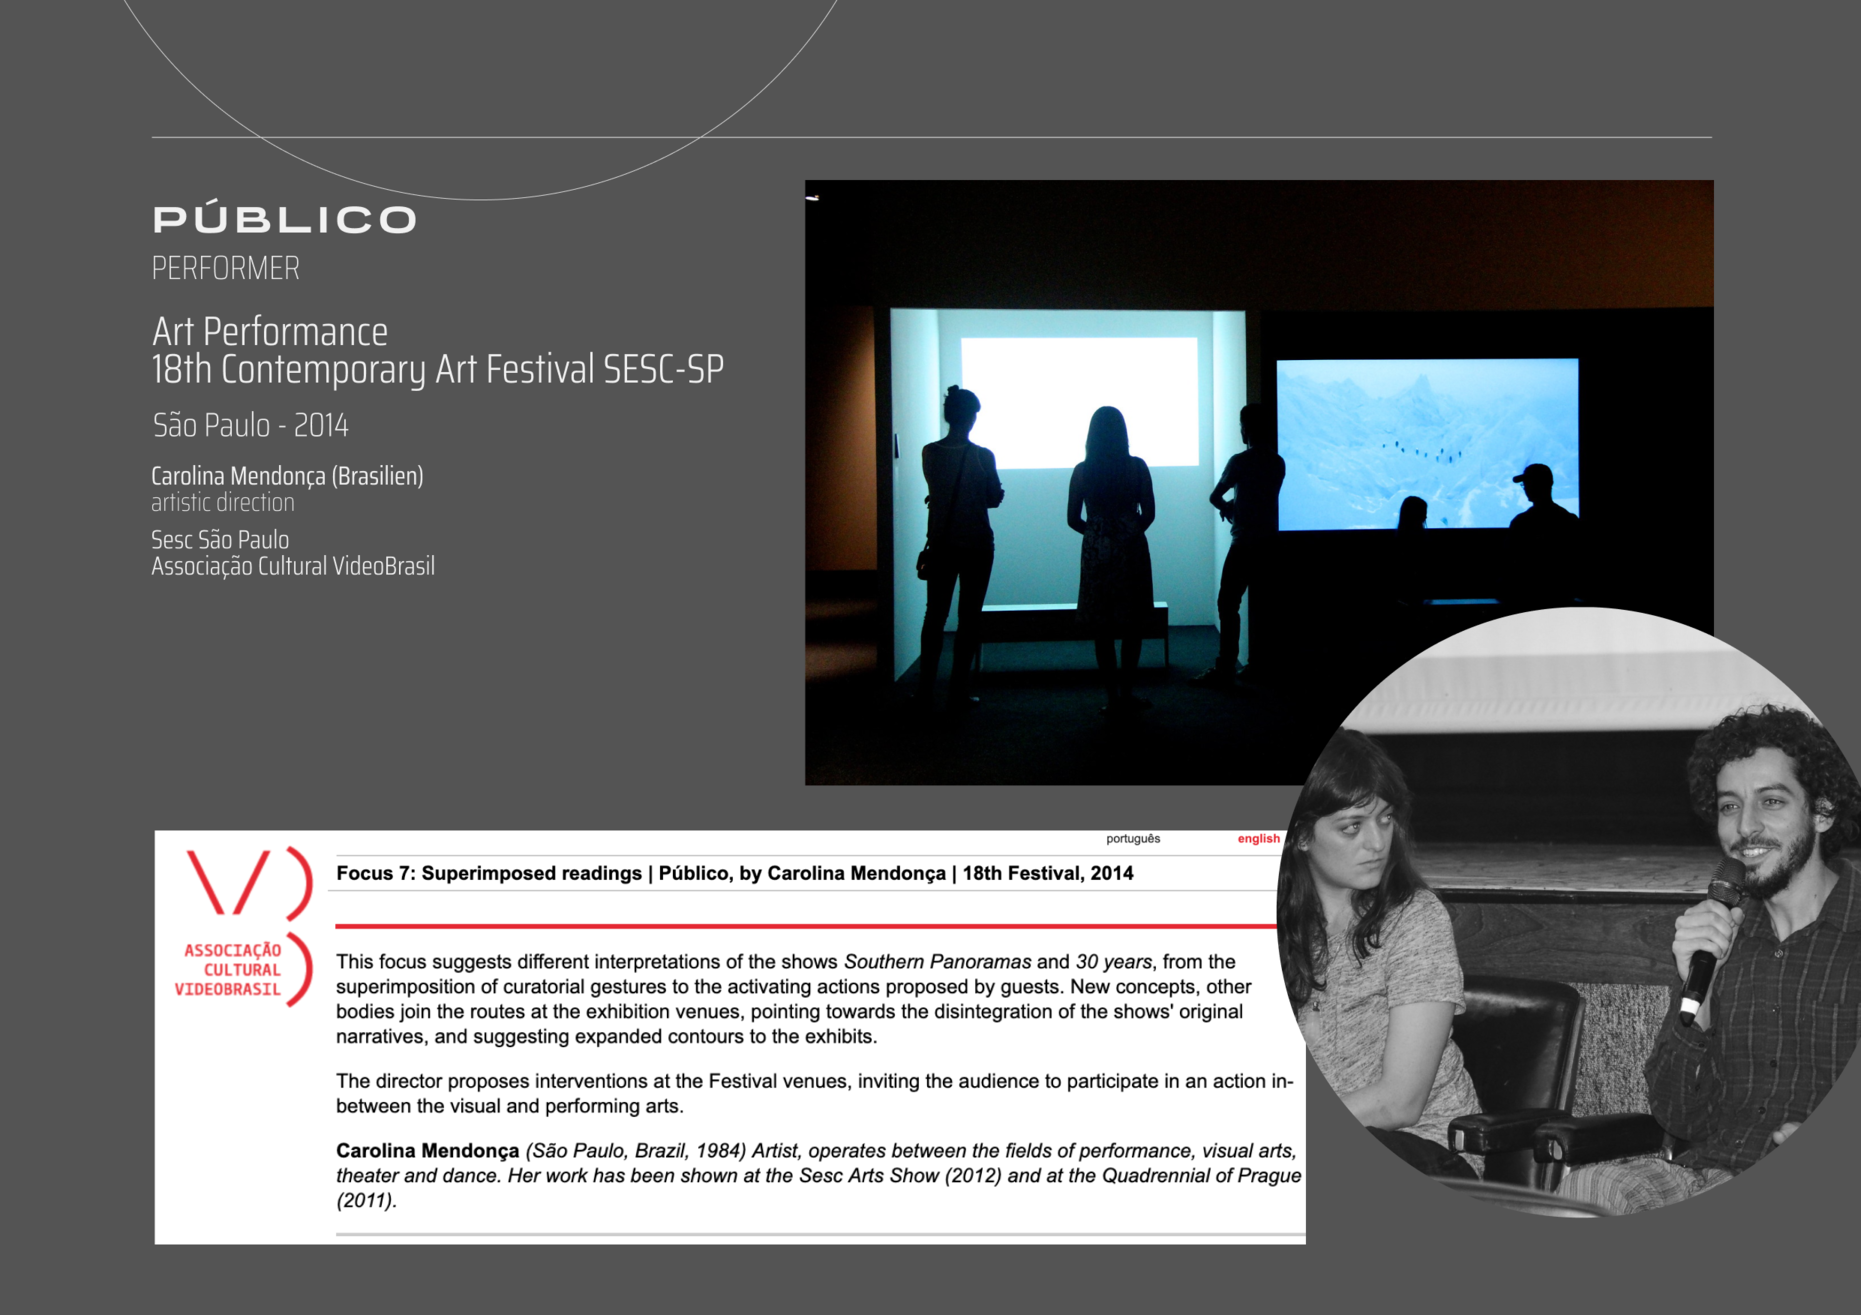 PÚBLICO
PERFORMER
Art Performance
18th Contemporary Art Festival SESC-SP
São Paulo - 2014
Carolina Mendonça (Brasilien)
artistic direction
Sesc São Paulo
Associação Cultural VideoBrasil
português english
ASSOCIAÇÃO
CULTURAL
VIDEOBRASIL
Focus 7: Superimposed readings | Público, by Carolina Mendonça | 18th Festival, 2014
This focus suggests different interpretations of the shows Southern Panoramas and 30 years, from the
superimposition of curatorial gestures to the activating actions proposed by guests. New concepts, other
bodies join the routes at the exhibition venues, pointing towards the disintegration of the shows' original
narratives, and suggesting expanded contours to the exhibits.
The director proposes interventions at the Festival venues, inviting the audience to participate in an action in-
between the visual and performing arts.
Carolina Mendonça (São Paulo, Brazil, 1984) Artist, operates between the fields of performance, visual arts,
theater and dance. Her work has been shown at the Sesc Arts Show (2012) and at the Quadrennial of Prague
(2011).